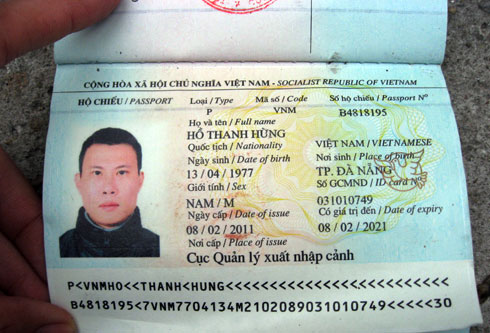 CỘNG HÒA XÃ HỘI CHỦ NGHĨA VIỆT NAM - SOCIALIST REPUBLIC OF VIETNAM
HỘ CHIẾU / PASSPORT Loại / Type Mã số / Code Số hộ chiếu / Passport Nº
P VNM B4818195
Họ và tên / Full name
HỒ THANH HÙNG
Quốc tịch / Nationality VIỆT NAM / VIETNAMESE
Ngày sinh / Date of birth Nơi sinh / Place of birth
13 / 04 / 1977 TP. ĐÀ NẴNG
Giới tính / Sex Số GCMND / ID card Nº
NAM / M 031010749
Ngày cấp / Date of issue Có giá trị đến / Date of expiry
08 / 02 / 2011 08 / 02 / 2021
Nơi cấp / Place of issue
Cục Quản lý xuất nhập cảnh
P<VNMHO<<THANH<HUNG<<<<<<<<<<<<<<<<<<<<<<<<<
B4818195<7VNM7704134M2102089031010749<<<<<30